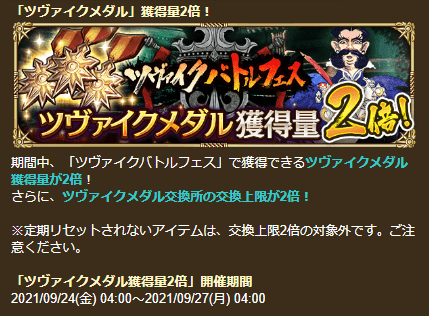 「ツヴァイクメダル」獲得量2倍！
ツヴァイクバトルフェス
ツヴァイクメダル獲得量2倍!
期間中、「ツヴァイクバトルフェス」で獲得できるツヴァイクメダル
獲得量が2倍！
さらに、ツヴァイクメダル交換所の交換上限が2倍！
※定期リセットされないアイテムは、交換上限2倍の対象外です。ご注
意ください。
「ツヴァイクメダル獲得量2倍」開催期間
2021/09/24(金) 04:00～2021/09/27(月) 04:00